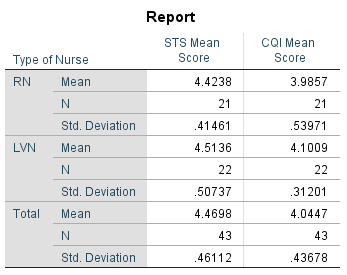 Report
Type of Nurse STS Mean Score CQI Mean Score
RN Mean 4.4238 3.9857
N 21 21
Std. Deviation .41461 .53971
LVN Mean 4.5136 4.1009
N 22 22
Std. Deviation .50737 .31201
Total Mean 4.4698 4.0447
N 43 43
Std. Deviation .46112 .43678